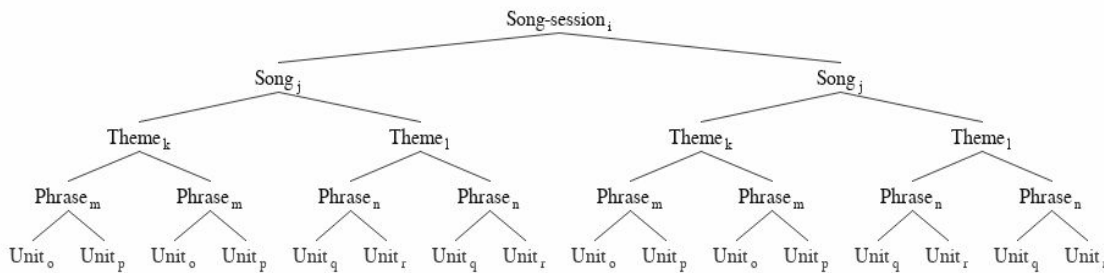 Song-session i
Song j Song j
Theme k Theme l Theme k Theme l
Phrase m Phrase m Phrase n Phrase n Phrase m Phrase m Phrase n Phrase n
Unit o Unit p Unit o Unit p Unit q Unit r Unit q Unit r Unit o Unit p Unit o Unit p Unit q Unit r Unit q Unit